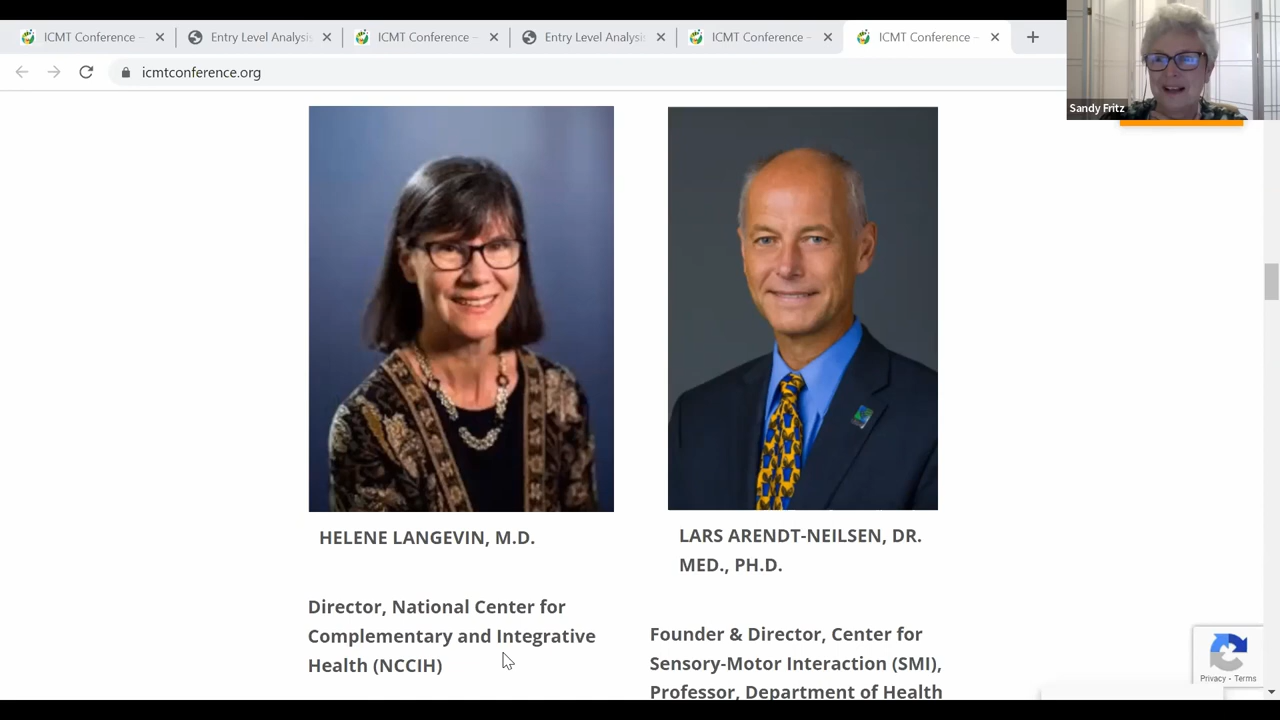 ICMT Conference –
Entry Level Analysis
ICMT Conference –
Entry Level Analysis
ICMT Conference –
ICMT Conference –
icmtconference.org
Sandy Fritz
HELENE LANGEVIN, M.D.
Director, National Center for
Complementary and Integrative
Health (NCCIH)
LARS ARENDT-NEILSEN, DR.
MED., PH.D.
Founder & Director, Center for
Sensory-Motor Interaction (SMI),
Professor, Department of Health
Privacy - Terms